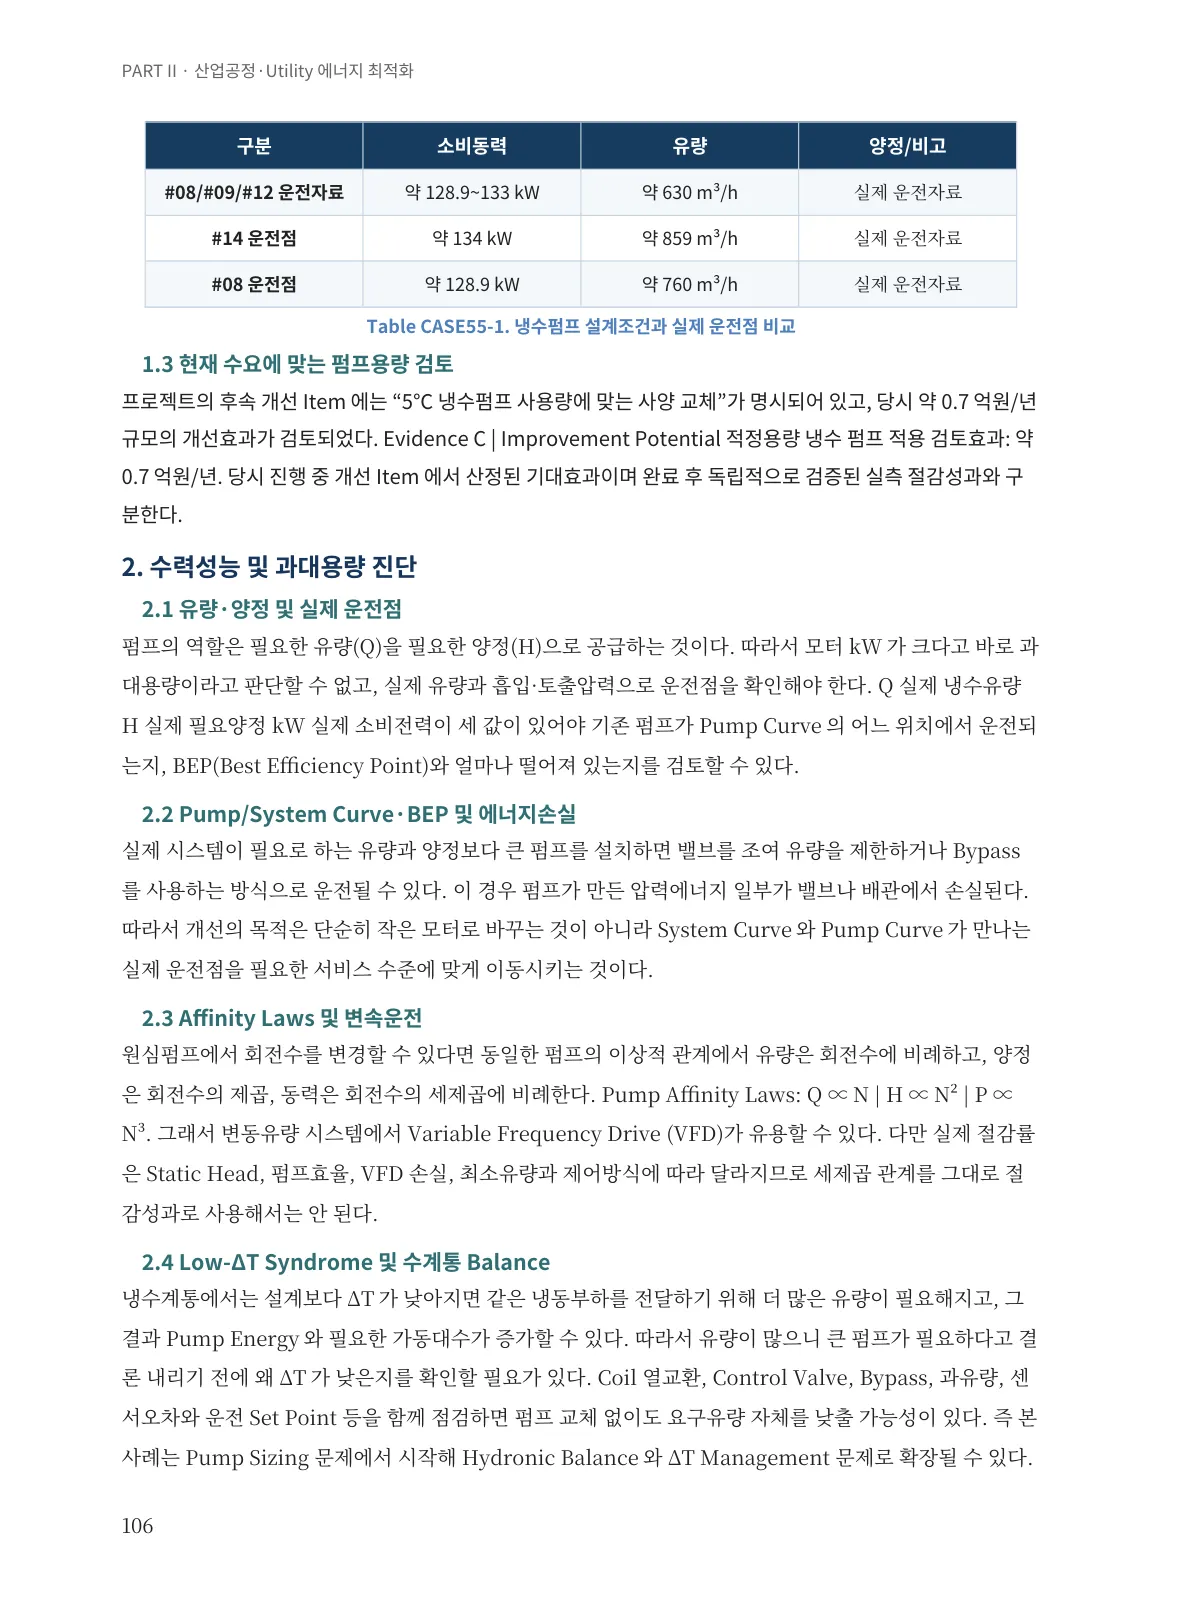 PART II · 산업공정·Utility 에너지 최적화
구분 소비동력 유량 양정/비고
#08/#09/#12 운전자료 약 128.9~133 kW 약 630 m³/h 실제 운전자료
#14 운전점 약 134 kW 약 859 m³/h 실제 운전자료
#08 운전점 약 128.9 kW 약 760 m³/h 실제 운전자료
Table CASE55-1. 냉수펌프 설계조건과 실제 운전점 비교
1.3 현재 수요에 맞는 펌프용량 검토
프로젝트의 후속 개선 Item 에는 “5℃ 냉수펌프 사용량에 맞는 사양 교체”가 명시되어 있고, 당시 약 0.7 억원/년
규모의 개선효과가 검토되었다. Evidence C | Improvement Potential 적정용량 냉수 펌프 적용 검토효과: 약
0.7 억원/년. 당시 진행 중 개선 Item 에서 산정된 기대효과이며 완료 후 독립적으로 검증된 실측 절감성과와 구
분한다.
2. 수력성능 및 과대용량 진단
2.1 유량·양정 및 실제 운전점
펌프의 역할은 필요한 유량(Q)을 필요한 양정(H)으로 공급하는 것이다. 따라서 모터 kW 가 크다고 바로 과
대용량이라고 판단할 수 없고, 실제 유량과 흡입·토출압력으로 운전점을 확인해야 한다. Q 실제 냉수유량
H 실제 필요양정 kW 실제 소비전력이 세 값이 있어야 기존 펌프가 Pump Curve 의 어느 위치에서 운전되
는지, BEP(Best Efficiency Point)와 얼마나 떨어져 있는지를 검토할 수 있다.
2.2 Pump/System Curve·BEP 및 에너지손실
실제 시스템이 필요로 하는 유량과 양정보다 큰 펌프를 설치하면 밸브를 조여 유량을 제한하거나 Bypass
를 사용하는 방식으로 운전될 수 있다. 이 경우 펌프가 만든 압력에너지 일부가 밸브나 배관에서 손실된다.
따라서 개선의 목적은 단순히 작은 모터로 바꾸는 것이 아니라 System Curve 와 Pump Curve 가 만나는
실제 운전점을 필요한 서비스 수준에 맞게 이동시키는 것이다.
2.3 Affinity Laws 및 변속운전
원심펌프에서 회전수를 변경할 수 있다면 동일한 펌프의 이상적 관계에서 유량은 회전수에 비례하고, 양정
은 회전수의 제곱, 동력은 회전수의 세제곱에 비례한다. Pump Affinity Laws: Q ∝ N | H ∝ N² | P ∝
N³. 그래서 변동유량 시스템에서 Variable Frequency Drive (VFD)가 유용할 수 있다. 다만 실제 절감률
은 Static Head, 펌프효율, VFD 손실, 최소유량과 제어방식에 따라 달라지므로 세제곱 관계를 그대로 절
감성과로 사용해서는 안 된다.
2.4 Low-ΔT Syndrome 및 수계통 Balance
냉수계통에서는 설계보다 ΔT 가 낮아지면 같은 냉동부하를 전달하기 위해 더 많은 유량이 필요해지고, 그
결과 Pump Energy 와 필요한 가동대수가 증가할 수 있다. 따라서 유량이 많으니 큰 펌프가 필요하다고 결
론 내리기 전에 왜 ΔT 가 낮은지를 확인할 필요가 있다. Coil 열교환, Control Valve, Bypass, 과유량, 센
서오차와 운전 Set Point 등을 함께 점검하면 펌프 교체 없이도 요구유량 자체를 낮출 가능성이 있다. 즉 본
사례는 Pump Sizing 문제에서 시작해 Hydronic Balance 와 ΔT Management 문제로 확장될 수 있다.
106